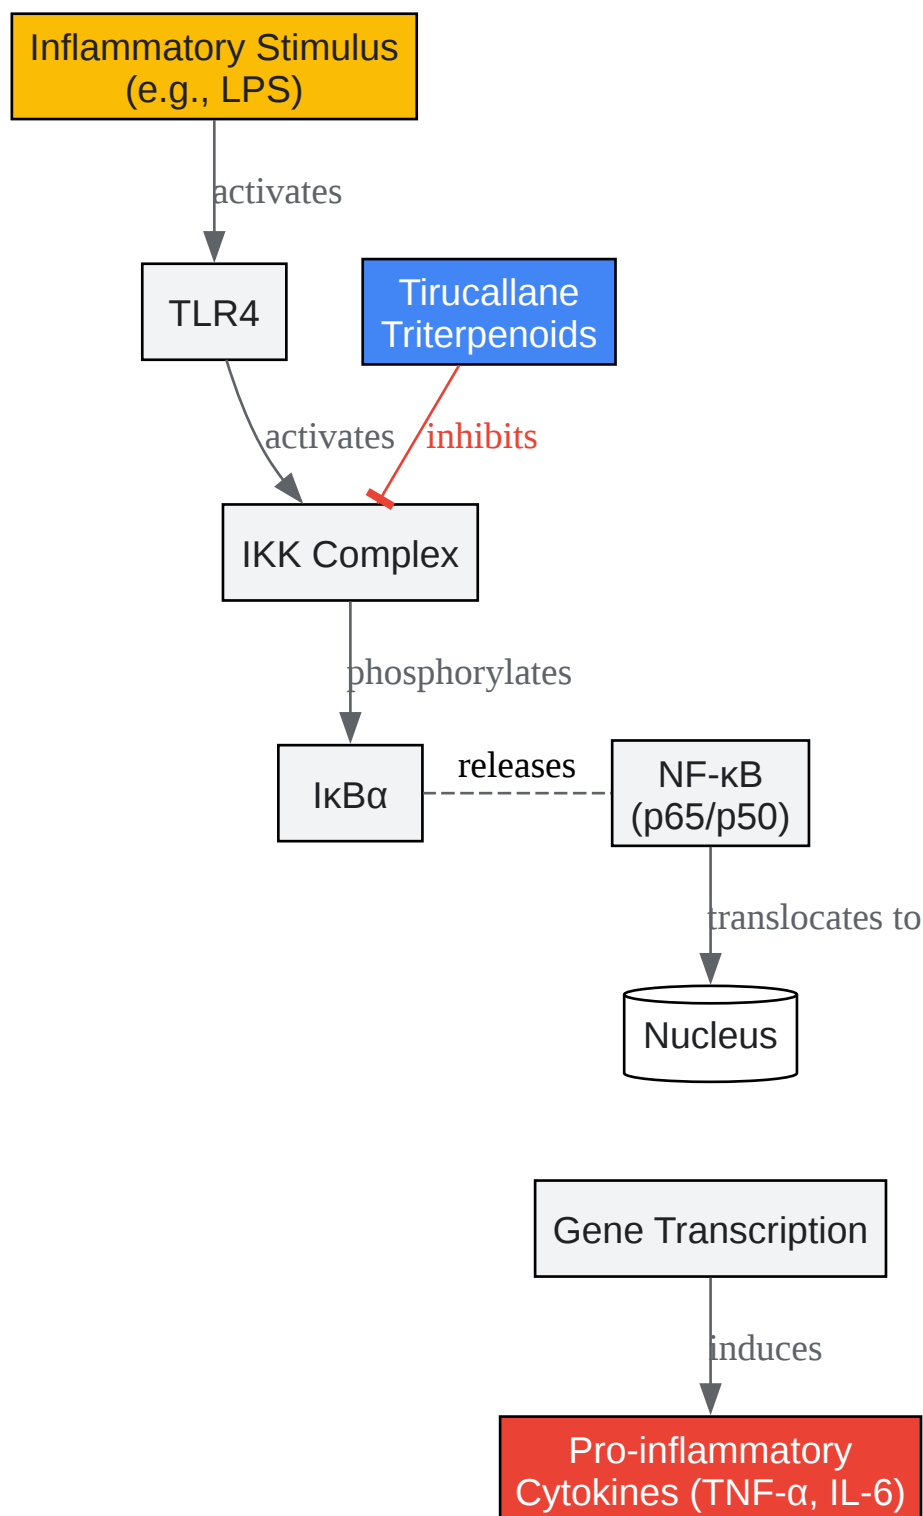 Inflammatory Stimulus
(e.g., LPS)
activates
TLR4
Tirucallane
Triterpenoids
activates
inhibits
IKK Complex
phosphorylates
IκBα
releases
NF-κB
(p65/p50)
translocates to
Nucleus
Gene Transcription
induces
Pro-inflammatory
Cytokines (TNF-α, IL-6)